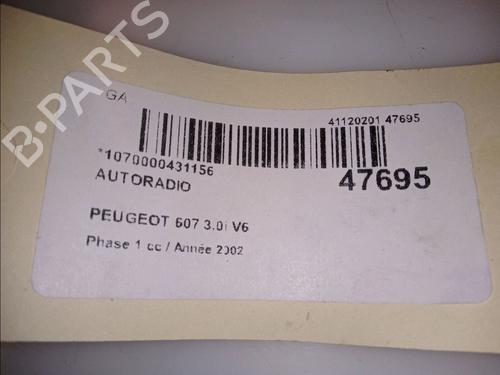 B-PARTS
GA
41120201 47695
*1070000431156
47695
AUTORADIO
PEUGEOT 607 3.0i V6
Phase 1 cc / Année 2002